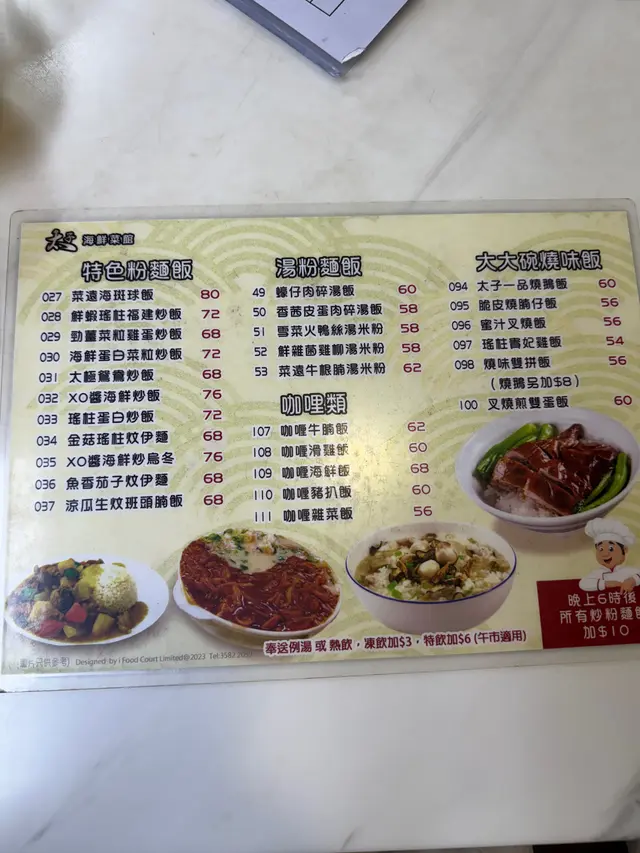 太子 海鮮菜館
特色粉麵飯
027 菜遠海斑球飯 80
028 鮮蝦瑤柱福建炒飯 72
029 勁薑菜粒雞蛋炒飯 68
030 海鮮蛋白菜粒炒飯 72
031 太極鴛鴦炒飯 68
032 XO醬海鮮炒飯 76
033 瑤柱蛋白炒飯 72
034 金菇瑤柱炆伊麵 68
035 XO醬海鮮炒烏冬 76
036 魚香茄子炆伊麵 68
037 涼瓜生炆班頭腩飯 68
湯粉麵飯
49 蠔仔肉碎湯飯 60
50 香茜皮蛋肉碎湯飯 58
51 雪菜火鴨絲湯米粉 58
52 鮮雜菌雞柳湯米粉 58
53 菜遠牛根腩湯米粉 62
咖哩類
107 咖喱牛腩飯 62
108 咖喱滑雞飯 60
109 咖喱海鮮飯 68
110 咖喱豬扒飯 60
111 咖喱雜菜飯 56
大大碗燒味飯
094 太子一品燒鵝飯 60
095 脆皮燒腩仔飯 56
096 蜜汁叉燒飯 56
097 瑤柱貴妃雞飯 54
098 燒味雙拼飯 56
(燒鵝另加$8)
100 叉燒煎雙蛋飯 60
晚上6時後
所有炒粉麵飯
加$10
奉送例湯 或 熱飲，凍飲加$3，特飲加$6 (午市適用)
(圖片只供參考) Designed by i Food Court Limited@2023 Tel:3582